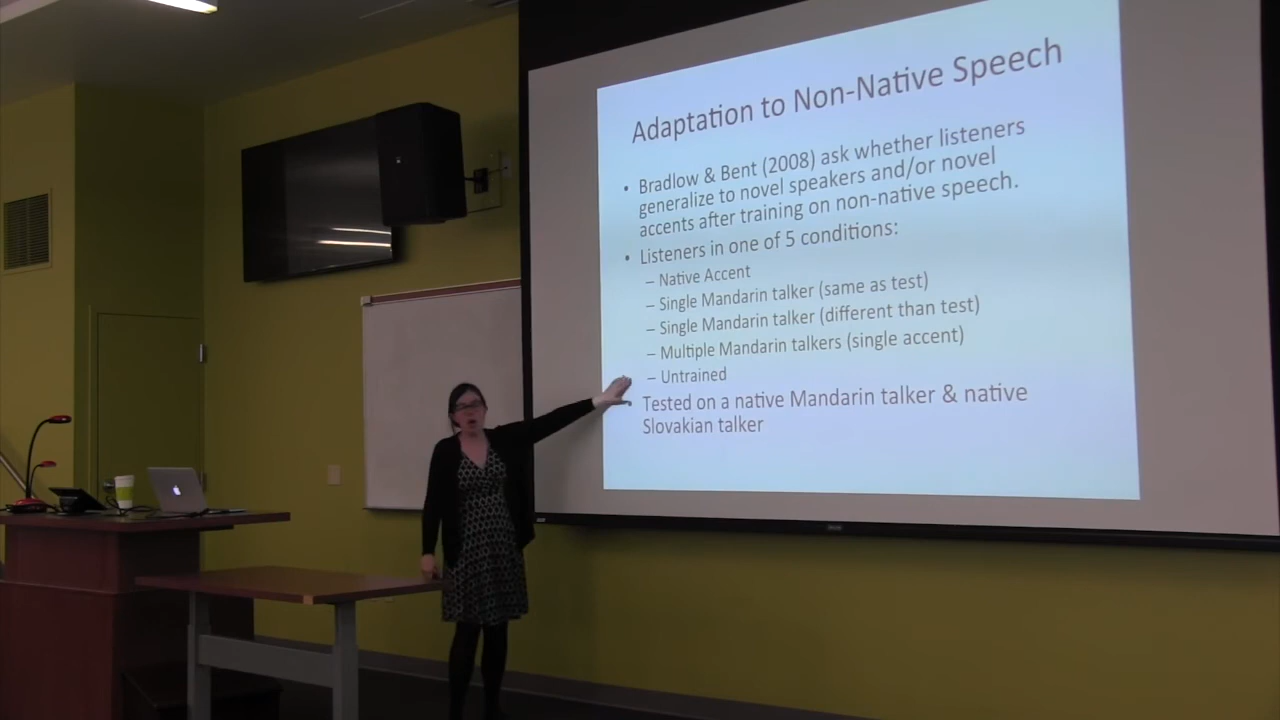 Adaptation to Non-Native Speech
• Bradlow & Bent (2008) ask whether listeners
generalize to novel speakers and/or novel
accents after training on non-native speech.
• Listeners in one of 5 conditions:
– Native Accent
– Single Mandarin talker (same as test)
– Single Mandarin talker (different than test)
– Multiple Mandarin talkers (single accent)
– Untrained
Tested on a native Mandarin talker & native
Slovakian talker